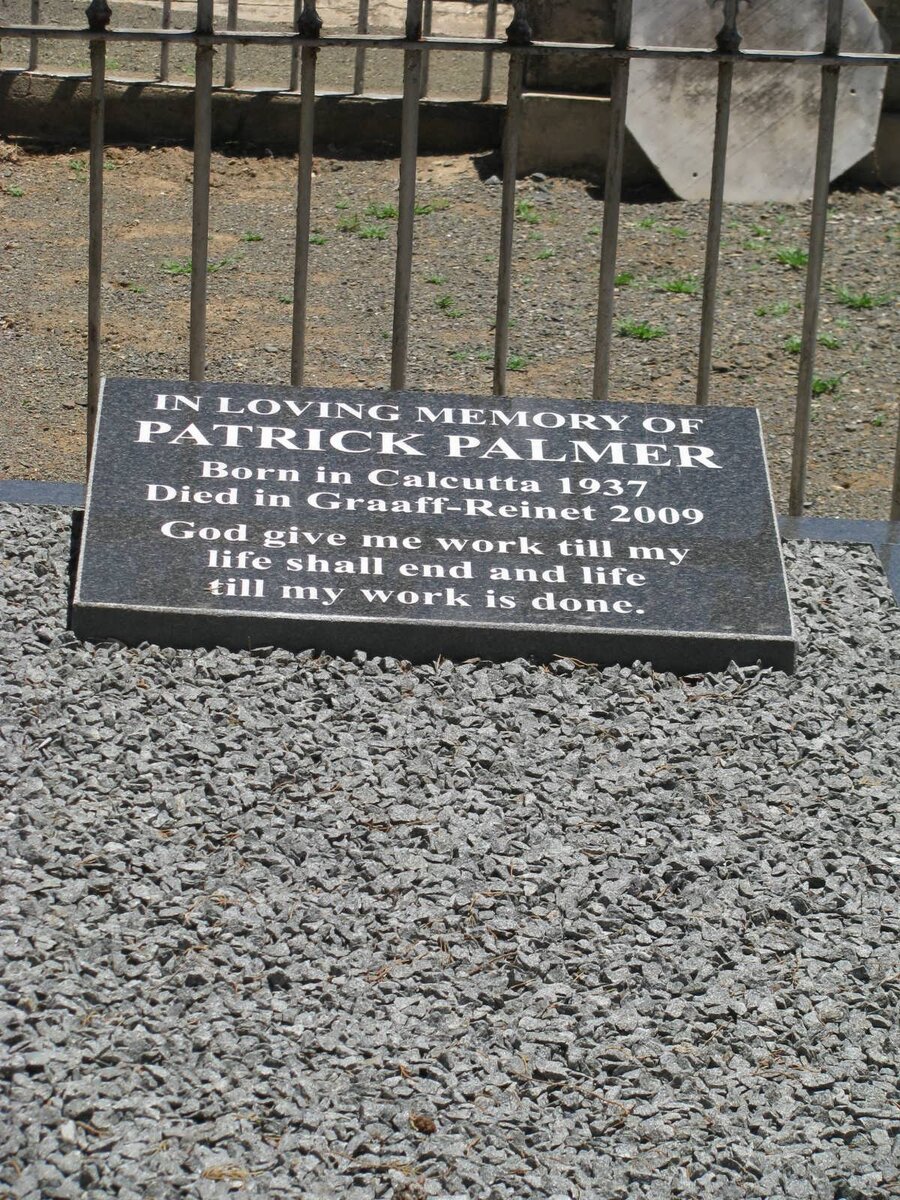 IN LOVING MEMORY OF
PATRICK PALMER
Born in Calcutta 1937
Died in Graaff-Reinet 2009
God give me work till my
life shall end and life
till my work is done.